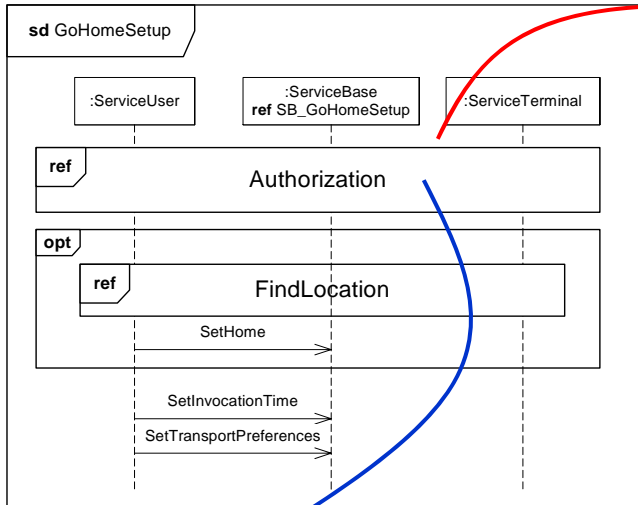 sd GoHomeSetup
:ServiceUser
:ServiceBase
ref SB_GoHomeSetup
:ServiceTerminal
ref
Authorization
opt
ref
FindLocation
SetHome
SetInvocationTime
SetTransportPreferences